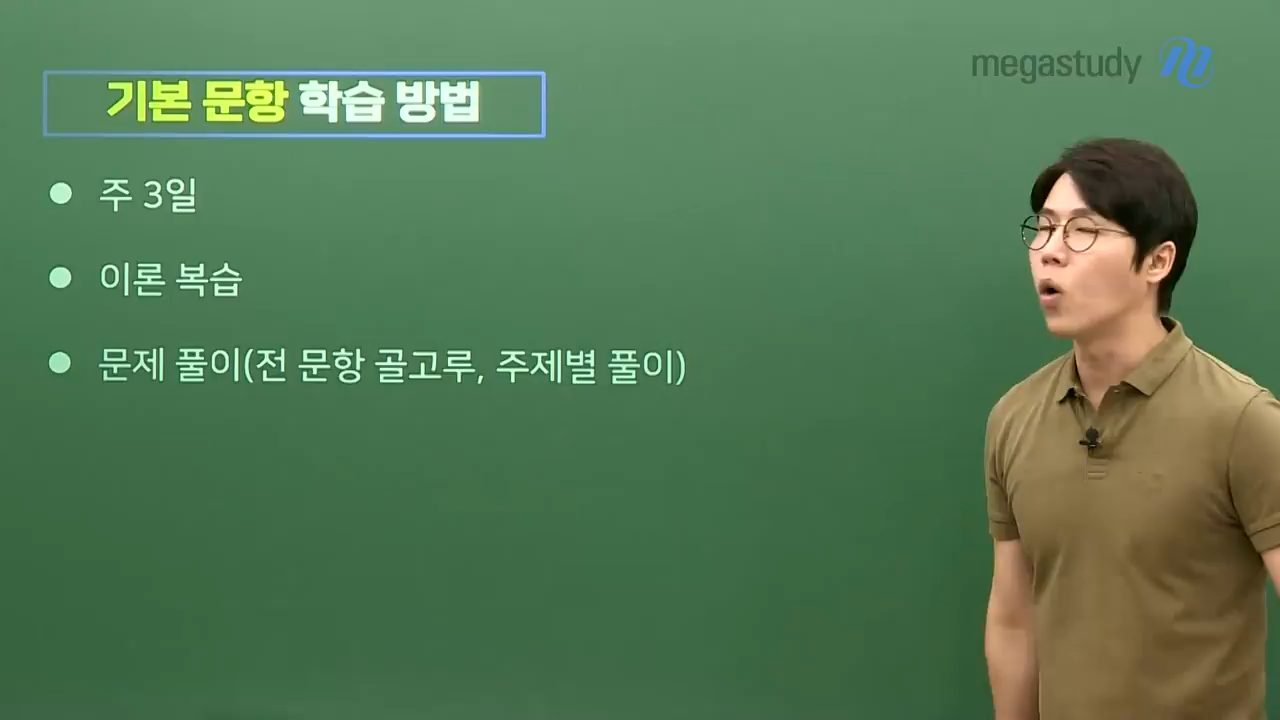 megastudy
기본 문항 학습 방법
주 3일
이론 복습
문제 풀이(전 문항 골고루, 주제별 풀이)